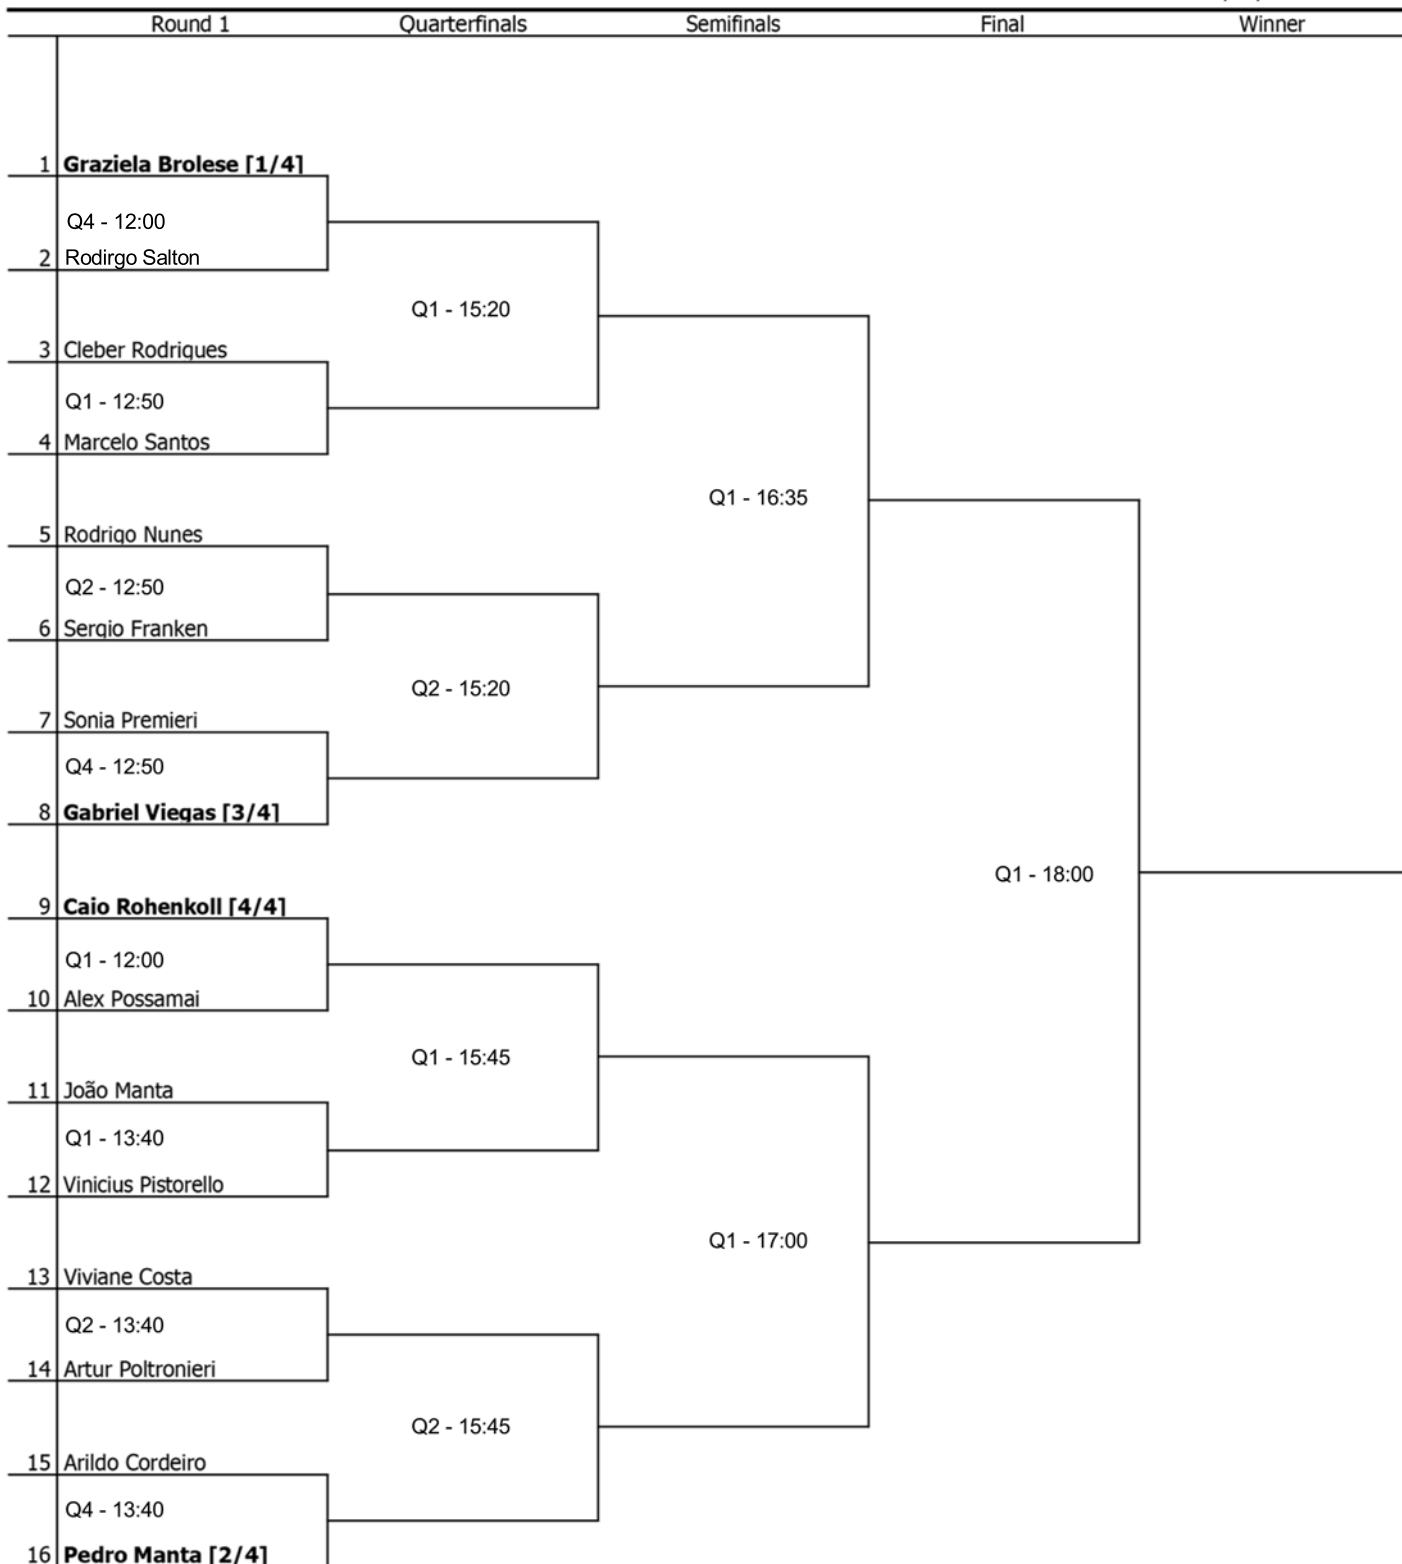 Round 1 Quarterfinals Semifinals Final Winner
1 Graziela Brolese [1/4]
Q4 - 12:00
2 Rodirgo Salton
Q1 - 15:20
3 Cleber Rodrigues
Q1 - 12:50
4 Marcelo Santos
Q1 - 16:35
5 Rodrigo Nunes
Q2 - 12:50
6 Sergio Franken
Q2 - 15:20
7 Sonia Premieri
Q4 - 12:50
8 Gabriel Viegas [3/4]
Q1 - 18:00
9 Caio Rohenkoll [4/4]
Q1 - 12:00
10 Alex Possamai
Q1 - 15:45
11 João Manta
Q1 - 13:40
12 Vinicius Pistorello
Q1 - 17:00
13 Viviane Costa
Q2 - 13:40
14 Artur Poltronieri
Q2 - 15:45
15 Arildo Cordeiro
Q4 - 13:40
16 Pedro Manta [2/4]